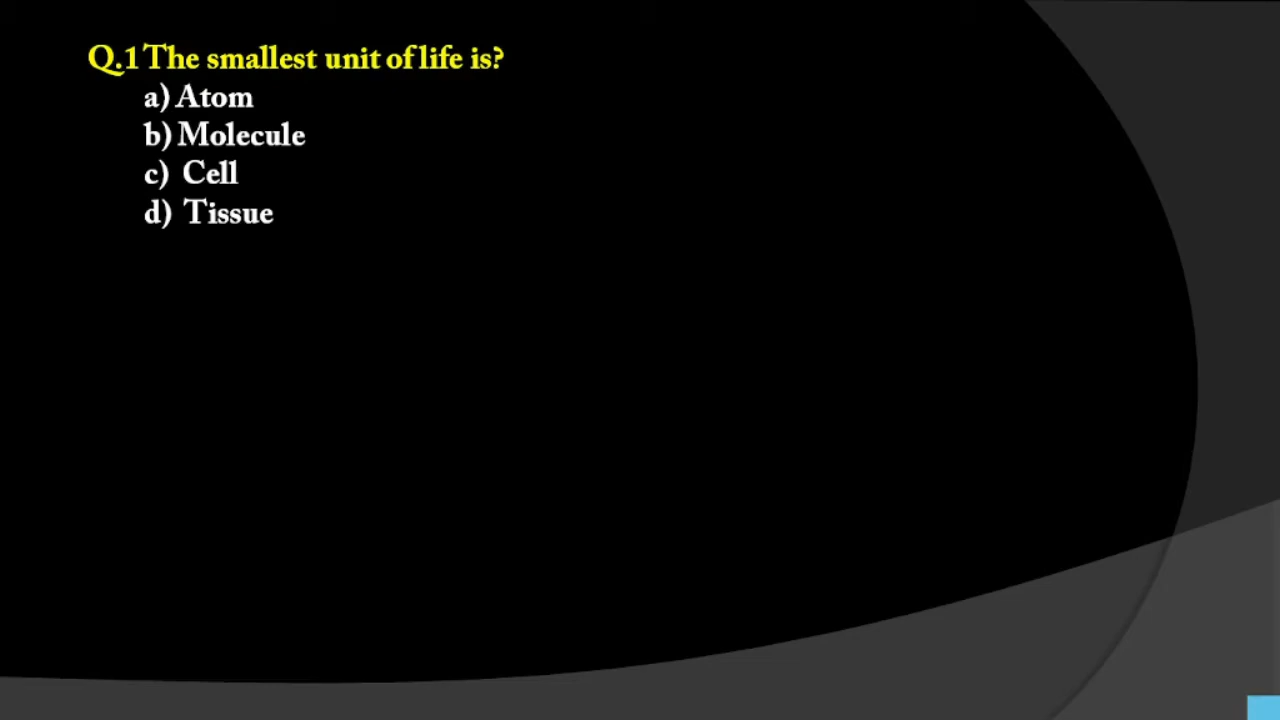 Q.1 The smallest unit of life is?
a) Atom
b) Molecule
c) Cell
d) Tissue